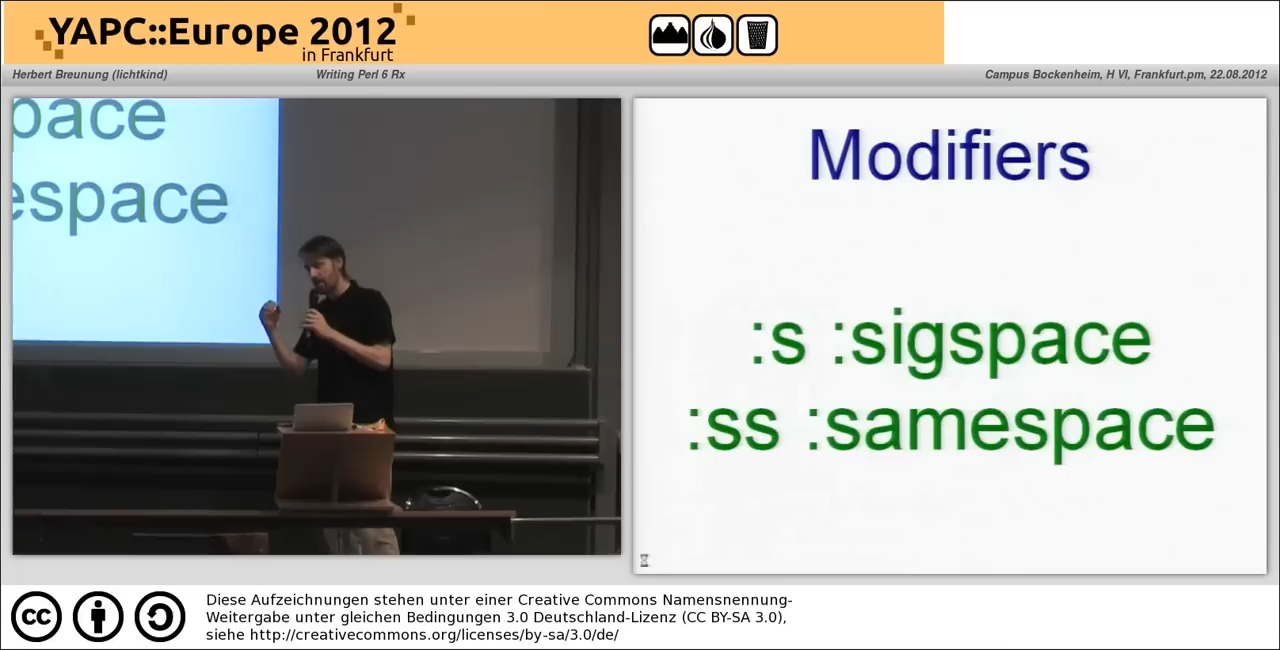 YAPC::Europe 2012
in Frankfurt
Herbert Breunung (lichtkind) Writing Perl 6 Rx Campus Bockenheim, H VI, Frankfurt.pm, 22.08.2012
pace
espace
Modifiers
:s :sigspace
:ss :samespace
cc
Diese Aufzeichnungen stehen unter einer Creative Commons Namensnennung-
Weitergabe unter gleichen Bedingungen 3.0 Deutschland-Lizenz (CC BY-SA 3.0),
siehe http://creativecommons.org/licenses/by-sa/3.0/de/